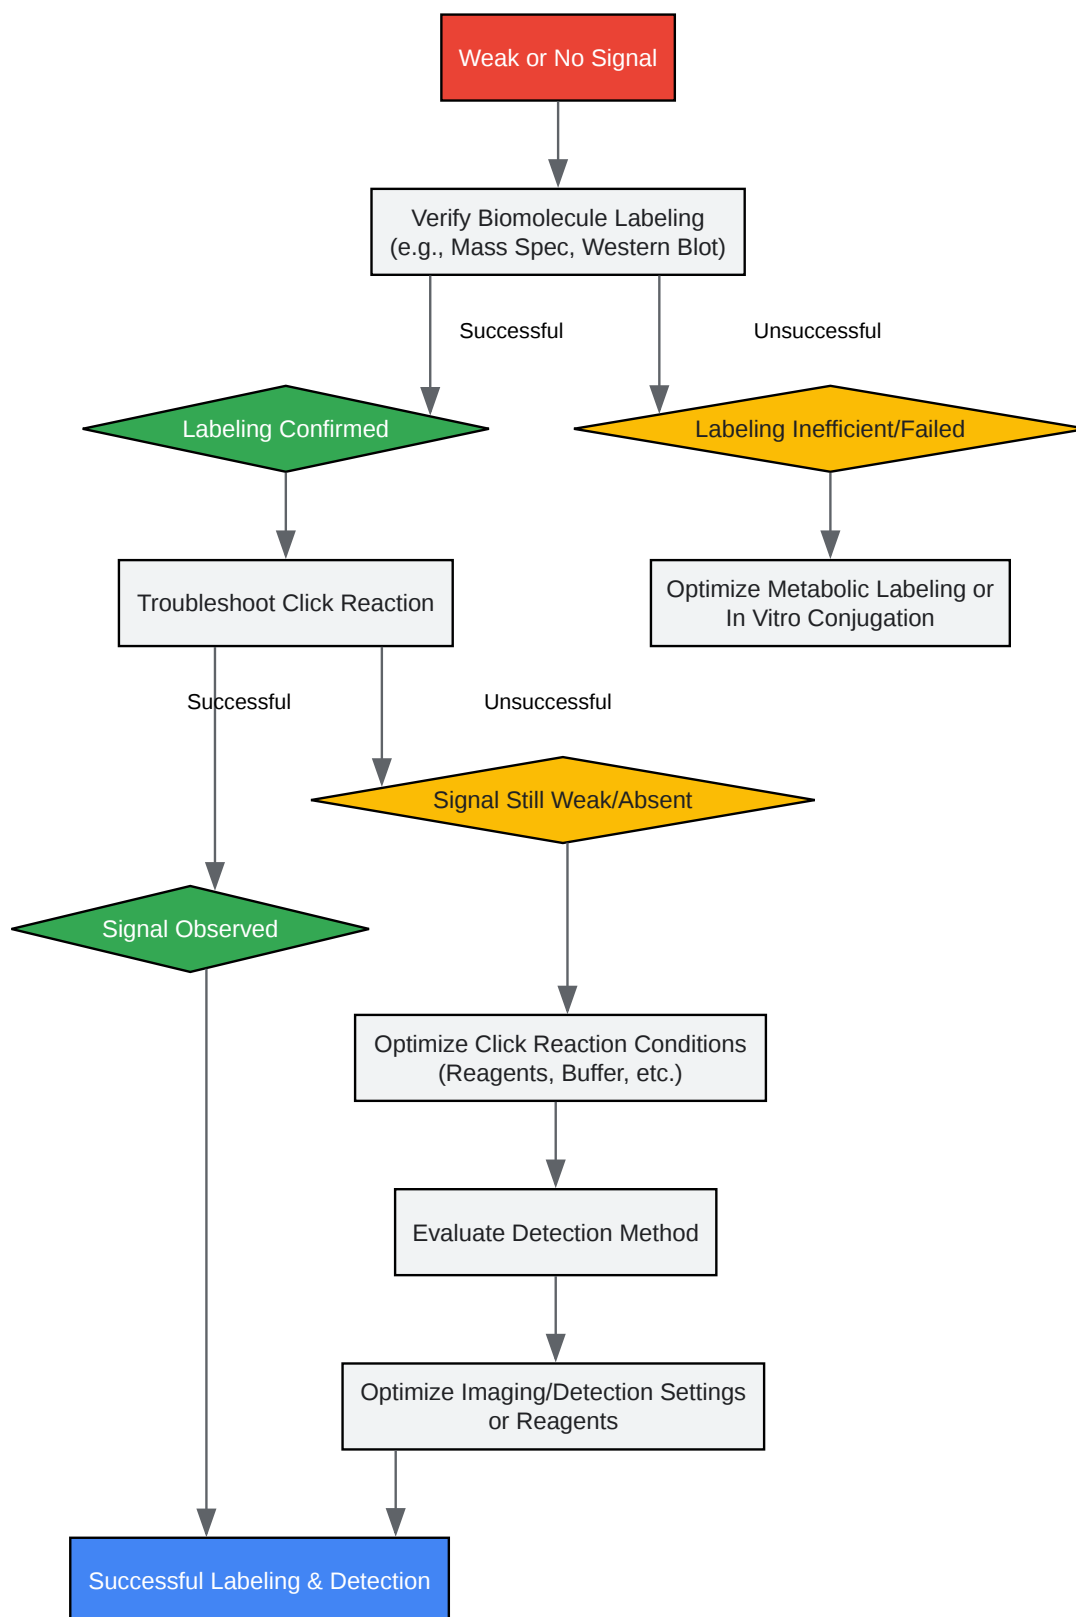 Weak or No Signal
Verify Biomolecule Labeling
(e.g., Mass Spec, Western Blot)
Successful
Unsuccessful
Labeling Confirmed
Labeling Inefficient/Failed
Troubleshoot Click Reaction
Optimize Metabolic Labeling or
In Vitro Conjugation
Successful
Unsuccessful
Signal Still Weak/Absent
Signal Observed
Optimize Click Reaction Conditions
(Reagents, Buffer, etc.)
Evaluate Detection Method
Optimize Imaging/Detection Settings
or Reagents
Successful Labeling & Detection